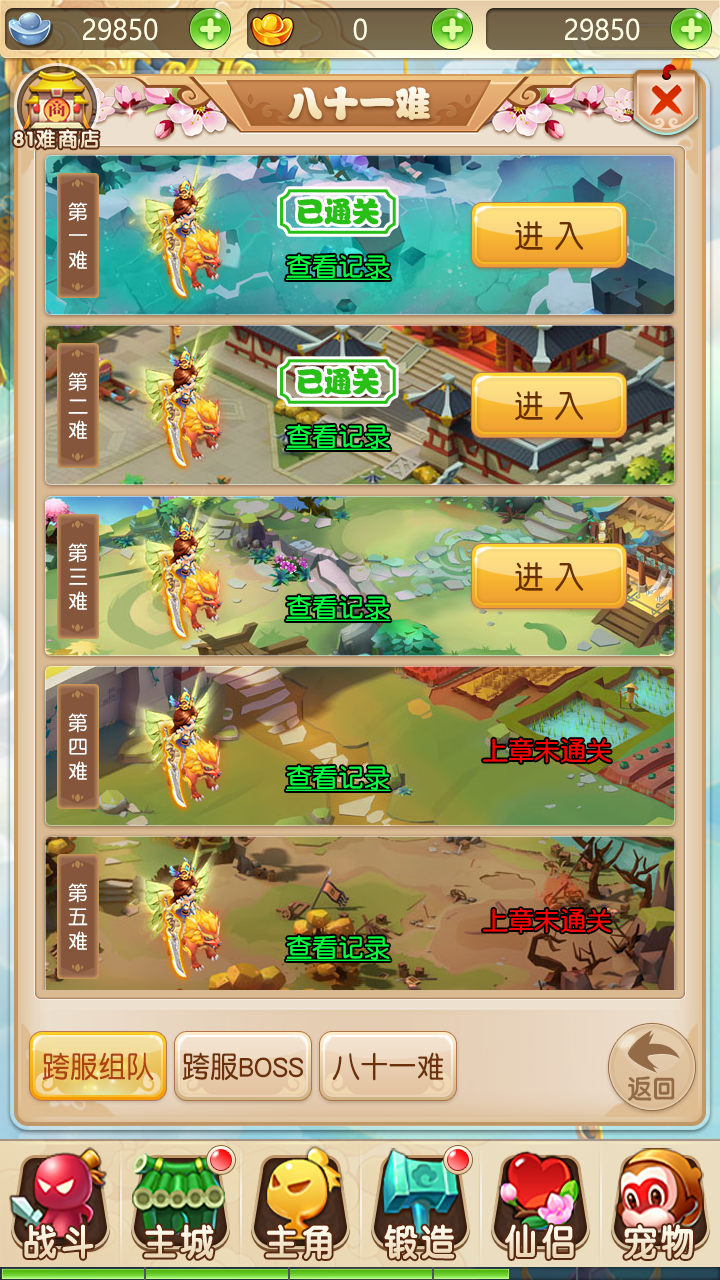 29850
0
29850
八十一难
81难商店
商
第一难
已通关
查看记录
进入
第二难
已通关
查看记录
进入
第三难
查看记录
进入
第四难
查看记录
上章未通关
第五难
查看记录
上章未通关
跨服组队
跨服BOSS
八十一难
返回
战斗
主城
主角
锻造
仙侣
宠物